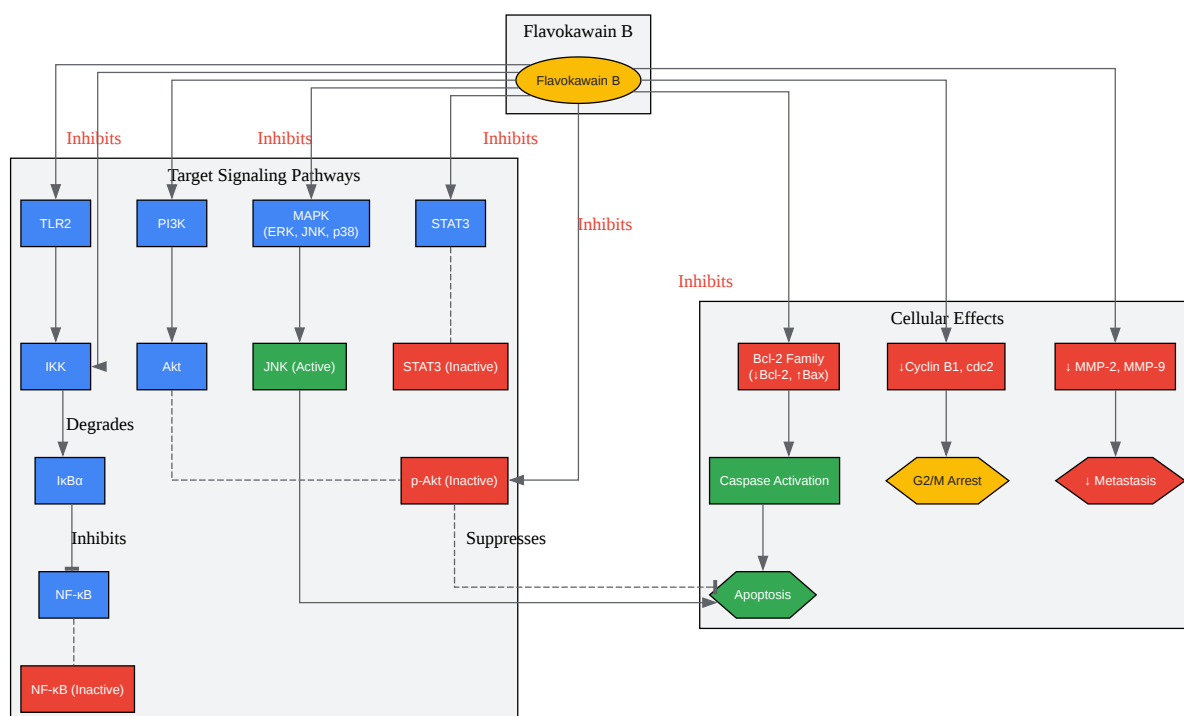 Flavokawain B
Flavokawain B
Inhibits
Inhibits
Inhibits
Target Signaling Pathways
TLR2
PI3K
MAPK
(ERK, JNK, p38)
STAT3
Inhibits
Inhibits
Cellular Effects
IKK
Akt
JNK (Active)
STAT3 (Inactive)
Bcl-2 Family
(↓Bcl-2, ↑Bax)
↓Cyclin B1, cdc2
↓ MMP-2, MMP-9
Degrades
IκBα
p-Akt (Inactive)
Caspase Activation
G2/M Arrest
↓ Metastasis
Inhibits
Suppresses
NF-κB
Apoptosis
NF-κB (Inactive)